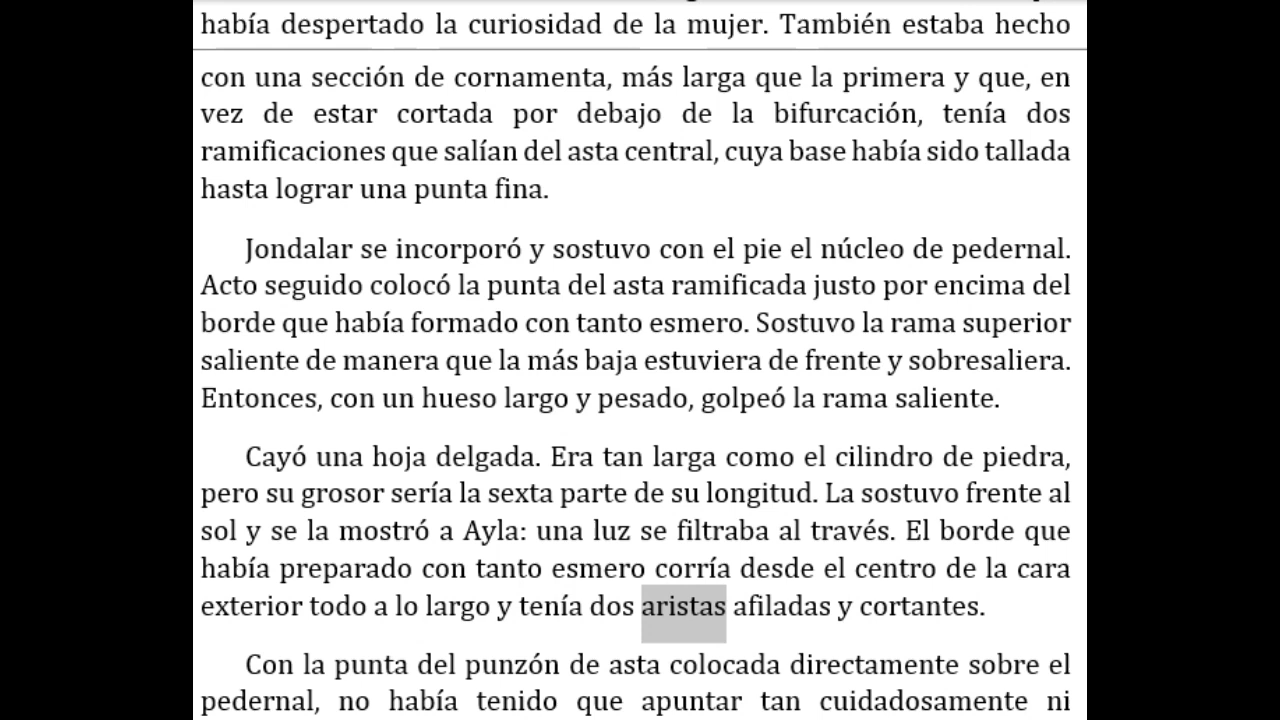 había despertado la curiosidad de la mujer. También estaba hecho
con una sección de cornamenta, más larga que la primera y que, en
vez de estar cortada por debajo de la bifurcación, tenía dos
ramificaciones que salían del asta central, cuya base había sido tallada
hasta lograr una punta fina.
Jondalar se incorporó y sostuvo con el pie el núcleo de pedernal.
Acto seguido colocó la punta del asta ramificada justo por encima del
borde que había formado con tanto esmero. Sostuvo la rama superior
saliente de manera que la más baja estuviera de frente y sobresaliera.
Entonces, con un hueso largo y pesado, golpeó la rama saliente.
Cayó una hoja delgada. Era tan larga como el cilindro de piedra,
pero su grosor sería la sexta parte de su longitud. La sostuvo frente al
sol y se la mostró a Ayla: una luz se filtraba al través. El borde que
había preparado con tanto esmero corría desde el centro de la cara
exterior todo a lo largo y tenía dos aristas afiladas y cortantes.
Con la punta del punzón de asta colocada directamente sobre el
pedernal, no había tenido que apuntar tan cuidadosamente ni